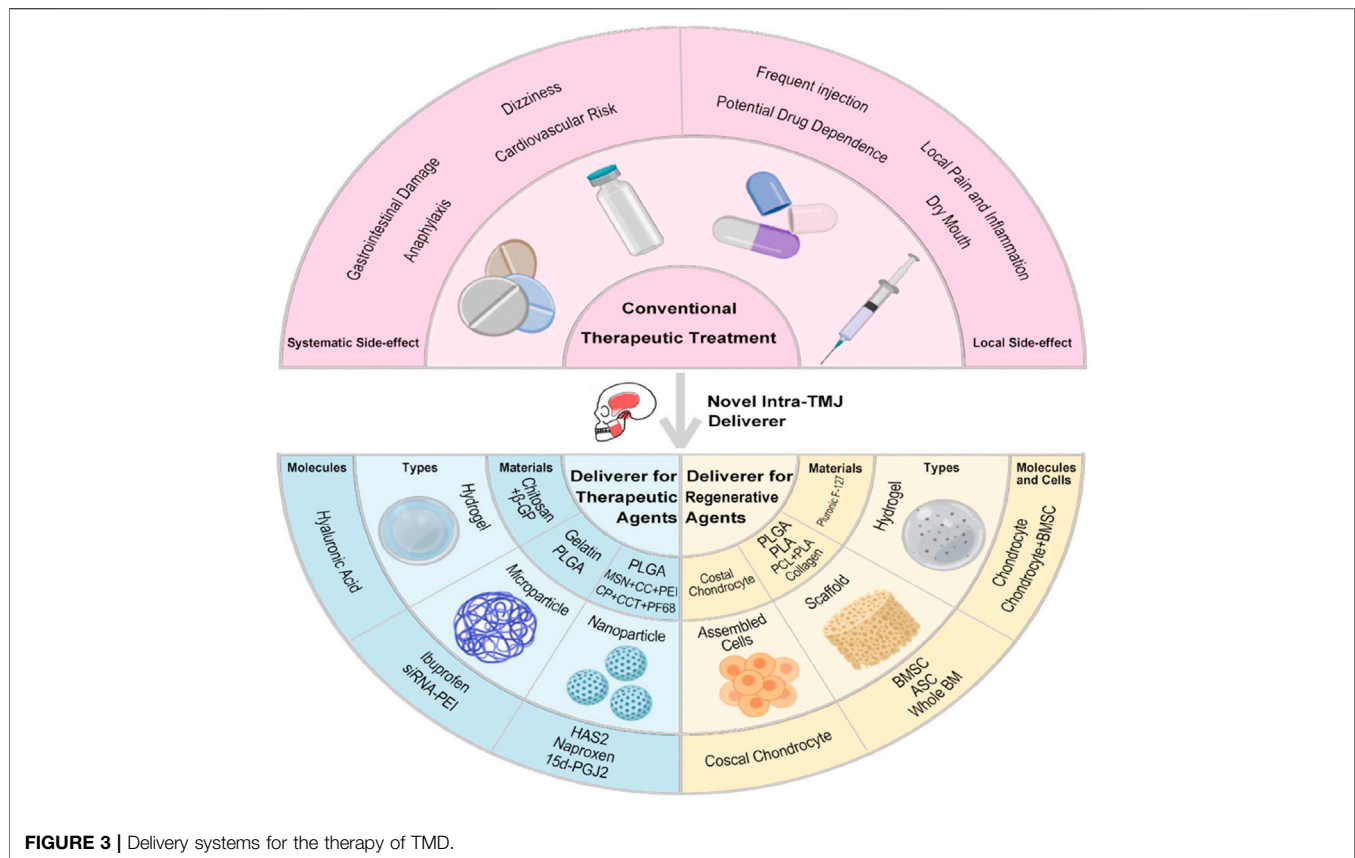 Dizziness
Cardiovascular Risk
Gastrointestinal Damage
Anaphylaxis
Systematic Side-effect
Frequent injection
Potential Drug Dependence
Local Pain and Inflammation
Dry Mouth
Local Side-effect
Conventional
Therapeutic Treatment
Novel Intra-TMJ
Deliverer
Molecules
Types
Materials
Deliverer for
Therapeutic
Agents
Deliverer for
Regenerative
Agents
Materials
Types
Molecules
and Cells
Hyaluronic Acid
Hydrogel
Chitosan
+β-GP
Ibuprofen
siRNA-PEI
Microparticle
Gelatin
PLGA
HAS2
Naproxen
15d-PGJ2
Nanoparticle
PLGA
MSN+CC+PEI
CP+CCT+PF68
Costal
Chondrocyte
Assembled
Cells
Coscal Chondrocyte
PLGA
PLA
PCL+PLA
Collagen
Scaffold
BMSC
ASC
Whole BM
Pluronic F-127
Hydrogel
Chondrocyte
Chondrocyte+BMSC
FIGURE 3 | Delivery systems for the therapy of TMD.